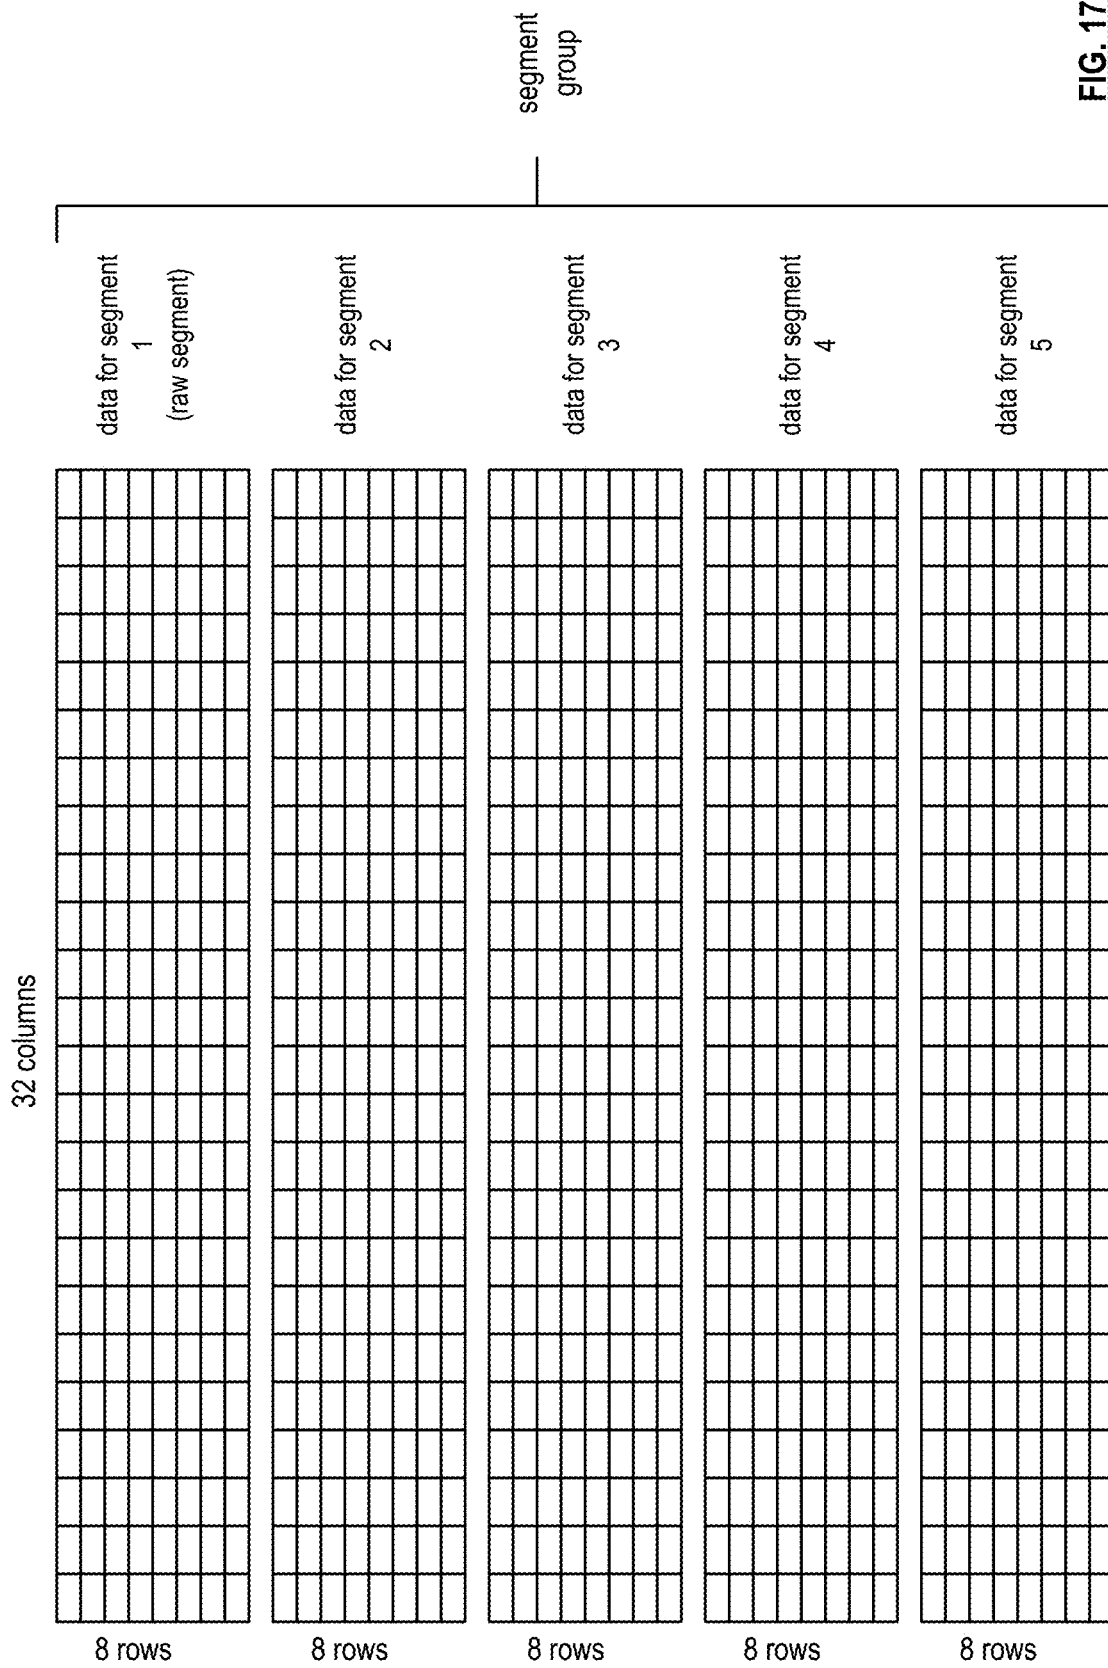 32 columns
8 rows
data for segment
1
(raw segment)
8 rows
data for segment
2
8 rows
data for segment
3
8 rows
data for segment
4
8 rows
data for segment
5
segment
group
FIG. 17